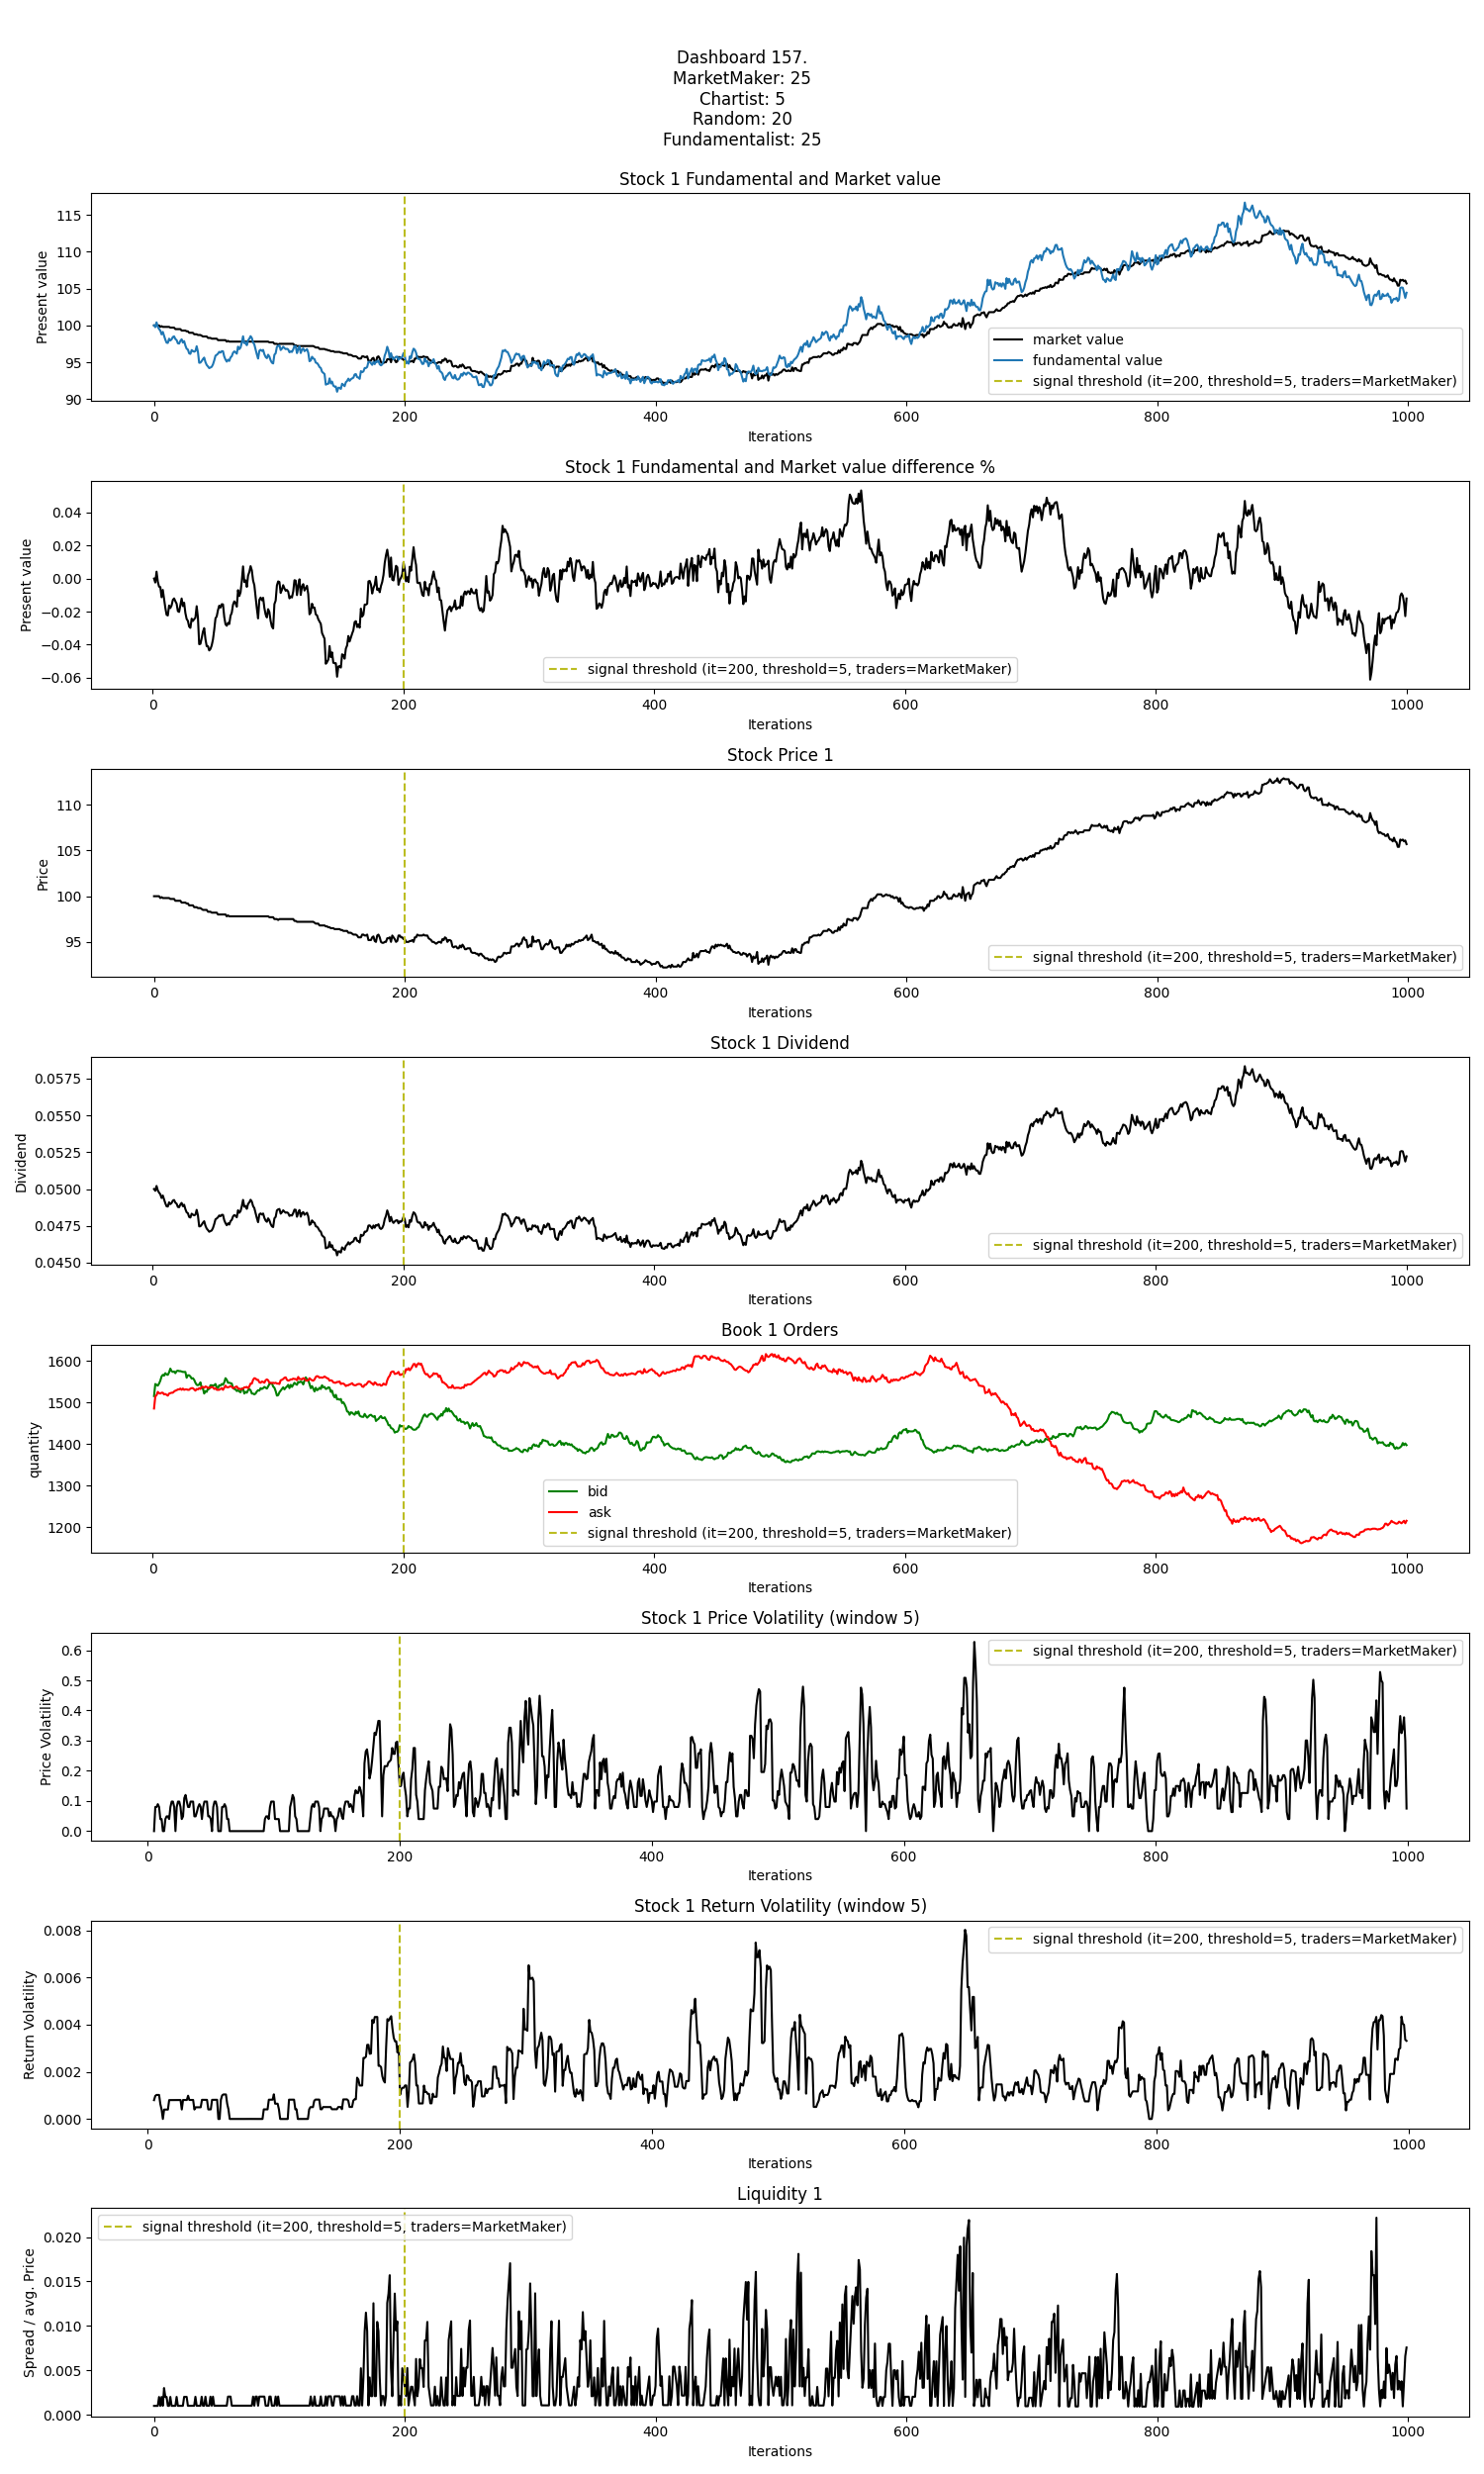 Dashboard 157.
MarketMaker: 25
Chartist: 5
Random: 20
Fundamentalist: 25
Stock 1 Fundamental and Market value
Present value
115
110
105
100
95
90
market value
fundamental value
signal threshold (it=200, threshold=5, traders=MarketMaker)
0 200 400 600 800 1000
Iterations
Stock 1 Fundamental and Market value difference %
Present value
0.04
0.02
0.00
−0.02
−0.04
−0.06
signal threshold (it=200, threshold=5, traders=MarketMaker)
0 200 400 600 800 1000
Iterations
Stock Price 1
Price
110
105
100
95
signal threshold (it=200, threshold=5, traders=MarketMaker)
0 200 400 600 800 1000
Iterations
Stock 1 Dividend
Dividend
0.0575
0.0550
0.0525
0.0500
0.0475
0.0450
signal threshold (it=200, threshold=5, traders=MarketMaker)
0 200 400 600 800 1000
Iterations
Book 1 Orders
quantity
1600
1500
1400
1300
1200
bid
ask
signal threshold (it=200, threshold=5, traders=MarketMaker)
0 200 400 600 800 1000
Iterations
Stock 1 Price Volatility (window 5)
Price Volatility
0.6
0.5
0.4
0.3
0.2
0.1
0.0
signal threshold (it=200, threshold=5, traders=MarketMaker)
0 200 400 600 800 1000
Iterations
Stock 1 Return Volatility (window 5)
Return Volatility
0.008
0.006
0.004
0.002
0.000
signal threshold (it=200, threshold=5, traders=MarketMaker)
0 200 400 600 800 1000
Iterations
Liquidity 1
Spread / avg. Price
0.020
0.015
0.010
0.005
0.000
signal threshold (it=200, threshold=5, traders=MarketMaker)
0 200 400 600 800 1000
Iterations